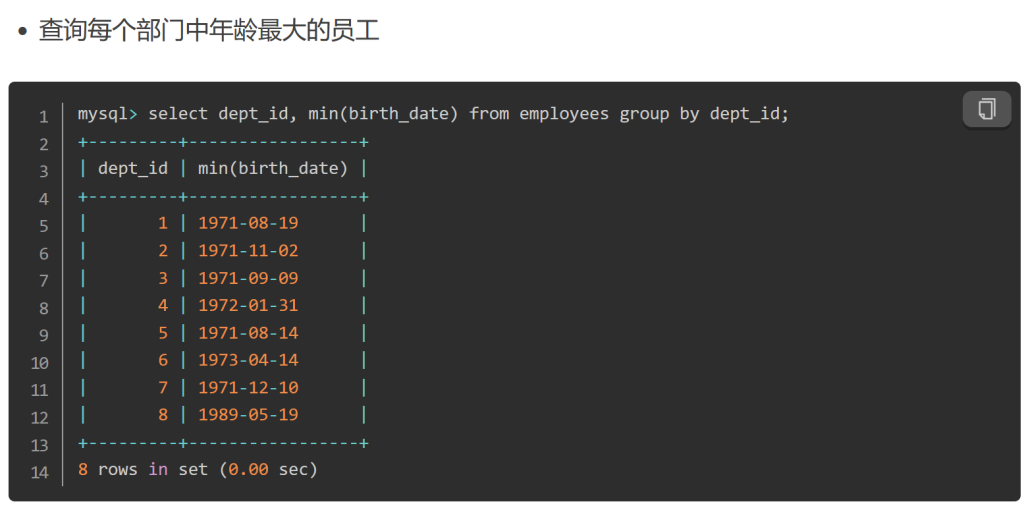 • 查询每个部门中年龄最大的员工
1 mysql> select dept_id, min(birth_date) from employees group by dept_id;
2 +---------+-----------------+
3 | dept_id | min(birth_date) |
4 +---------+-----------------+
5 |       1 | 1971-08-19      |
6 |       2 | 1971-11-02      |
7 |       3 | 1971-09-09      |
8 |       4 | 1972-01-31      |
9 |       5 | 1971-08-14      |
10 |       6 | 1973-04-14      |
11 |       7 | 1971-12-10      |
12 |       8 | 1989-05-19      |
13 +---------+-----------------+
14 8 rows in set (0.00 sec)